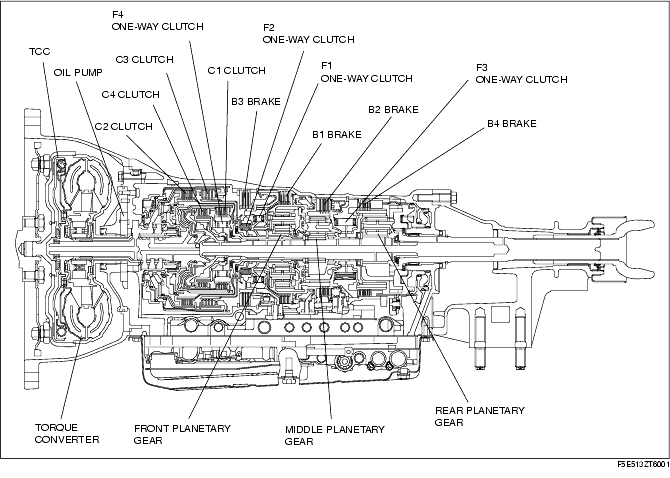 F4
ONE-WAY CLUTCH
F2
ONE-WAY CLUTCH
TCC
OIL PUMP
C3 CLUTCH
C1 CLUTCH
F1
ONE-WAY CLUTCH
F3
ONE-WAY CLUTCH
C4 CLUTCH
B3 BRAKE
B2 BRAKE
C2 CLUTCH
B1 BRAKE
B4 BRAKE
TORQUE
CONVERTER
FRONT PLANETARY
GEAR
MIDDLE PLANETARY
GEAR
REAR PLANETARY
GEAR
F5E513ZT6001